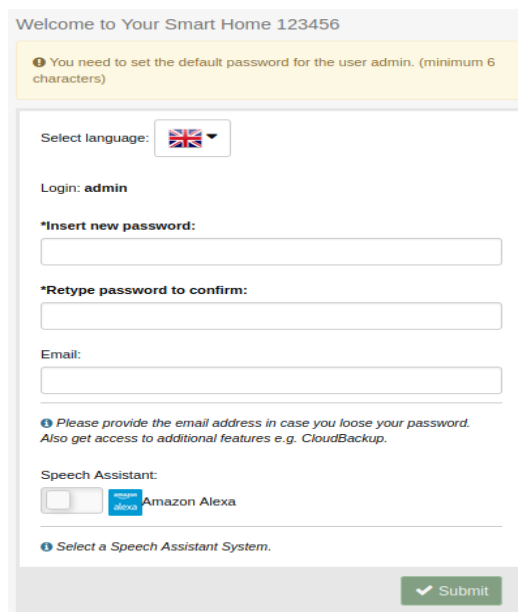 Welcome to Your Smart Home 123456
You need to set the default password for the user admin. (minimum 6
characters)
Select language:
Login: admin
*Insert new password:
*Retype password to confirm:
Email:
Please provide the email address in case you loose your password.
Also get access to additional features e.g. CloudBackup.
Speech Assistant:
amazon
alexa
Amazon Alexa
Select a Speech Assistant System.
Submit